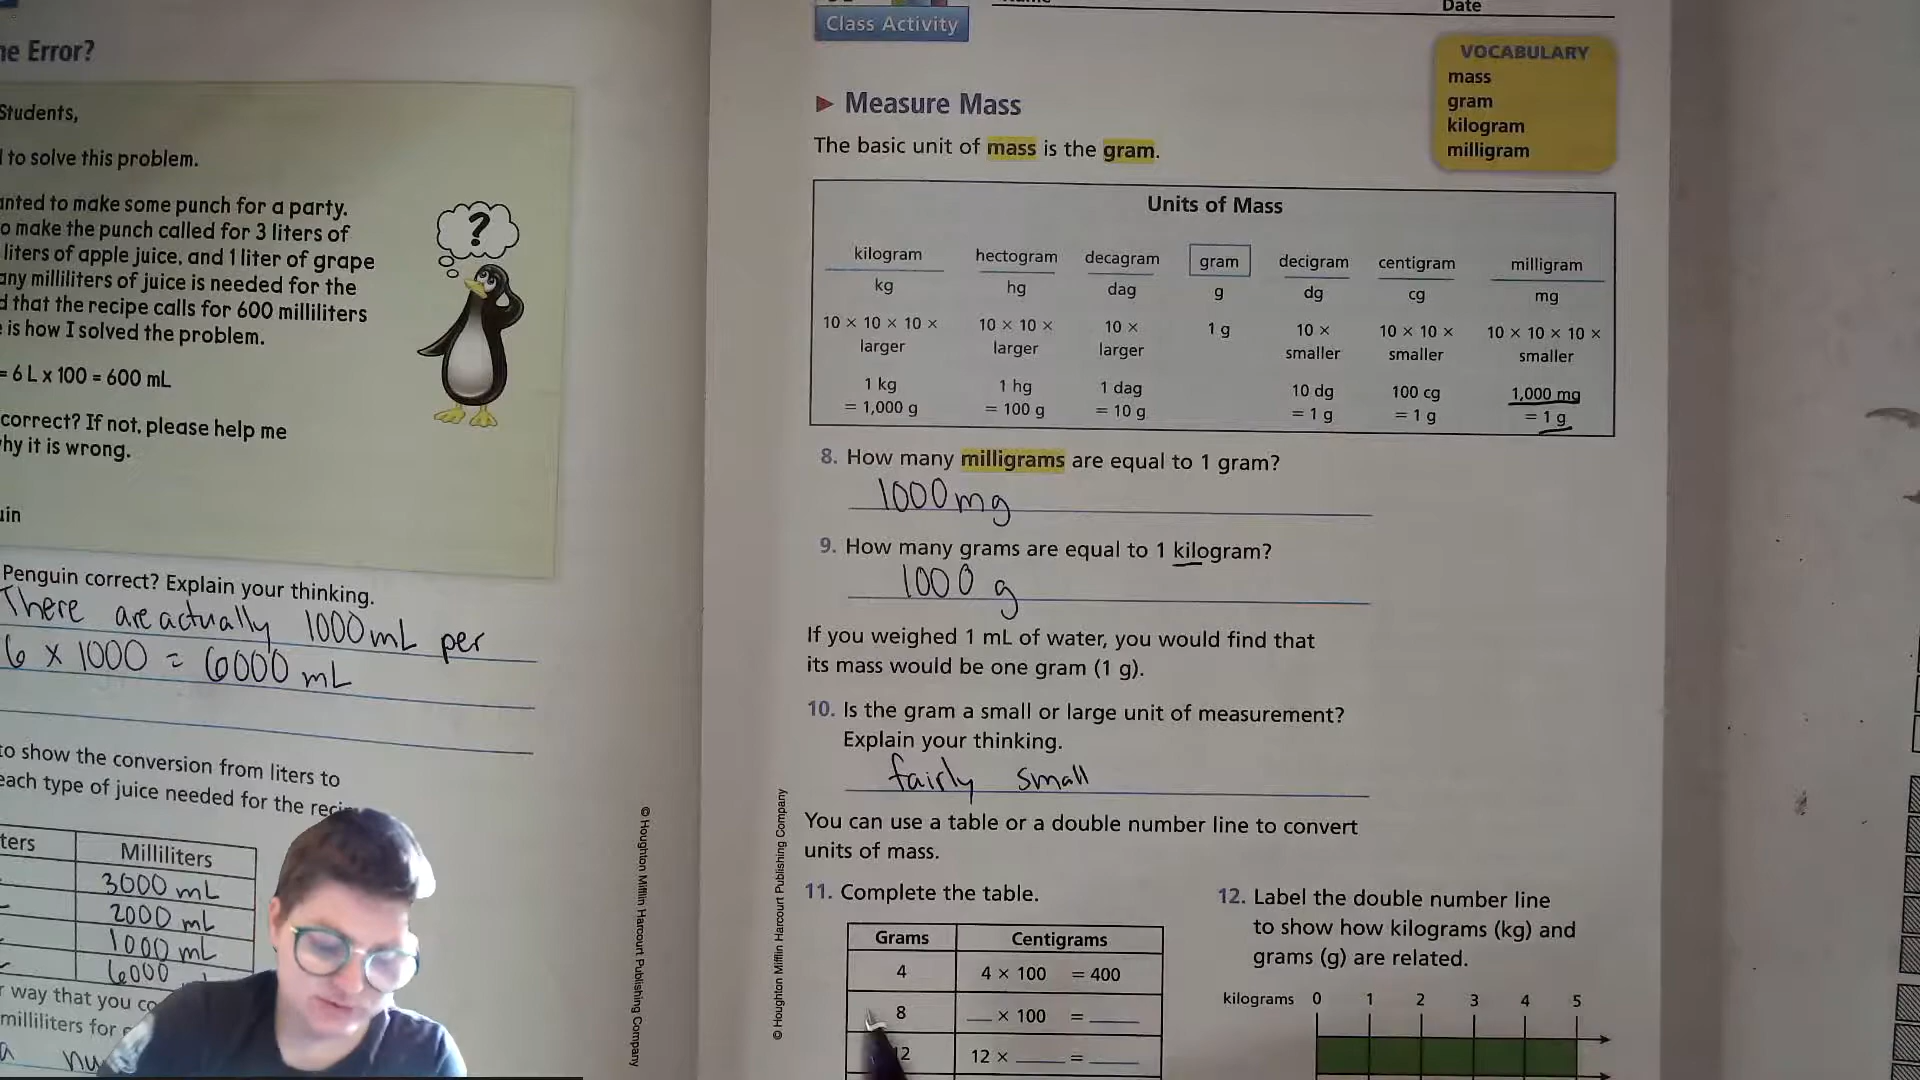 Class Activity
Date
VOCABULARY
mass
gram
kilogram
milligram
Error?
Students,
to solve this problem.
to make some punch for a party.
make the punch called for 3 liters of
liters of apple juice, and 1 liter of grape
milliliters of juice is needed for the
that the recipe calls for 600 milliliters
is how I solved the problem.
= 6 L x 100 = 600 mL
correct? If not, please help me
it is wrong.
?
Penguin correct? Explain your thinking.
There are actually 1000 mL per
6 x 1000 = 6000 mL
to show the conversion from liters to
each type of juice needed for the
Milliliters
3000 mL
2000 mL
1000 mL
6000
way that you
milliliters for
© Houghton Mifflin Harcourt Publishing Company
© Houghton Mifflin Harcourt Publishing Company
► Measure Mass
The basic unit of mass is the gram.
Units of Mass
kilogram hectogram decagram gram decigram centigram milligram
kg hg dag g dg cg mg
10 × 10 × 10 × 10 × 10 × 10 × 1 g 10 × 10 × 10 × 10 × 10 × 10 ×
larger larger larger smaller smaller smaller
1 kg 1 hg 1 dag 10 dg 100 cg 1,000 mg
= 1,000 g = 100 g = 10 g = 1 g = 1 g = 1 g
8. How many milligrams are equal to 1 gram?
1000mg
9. How many grams are equal to 1 kilogram?
1000 g
If you weighed 1 mL of water, you would find that
its mass would be one gram (1 g).
10. Is the gram a small or large unit of measurement?
Explain your thinking.
fairly small
You can use a table or a double number line to convert
units of mass.
11. Complete the table.
Grams Centigrams
4 4 × 100 = 400
8 __ × 100 = ____
12 12 × ____ = ____
12. Label the double number line
to show how kilograms (kg) and
grams (g) are related.
kilograms 0 1 2 3 4 5